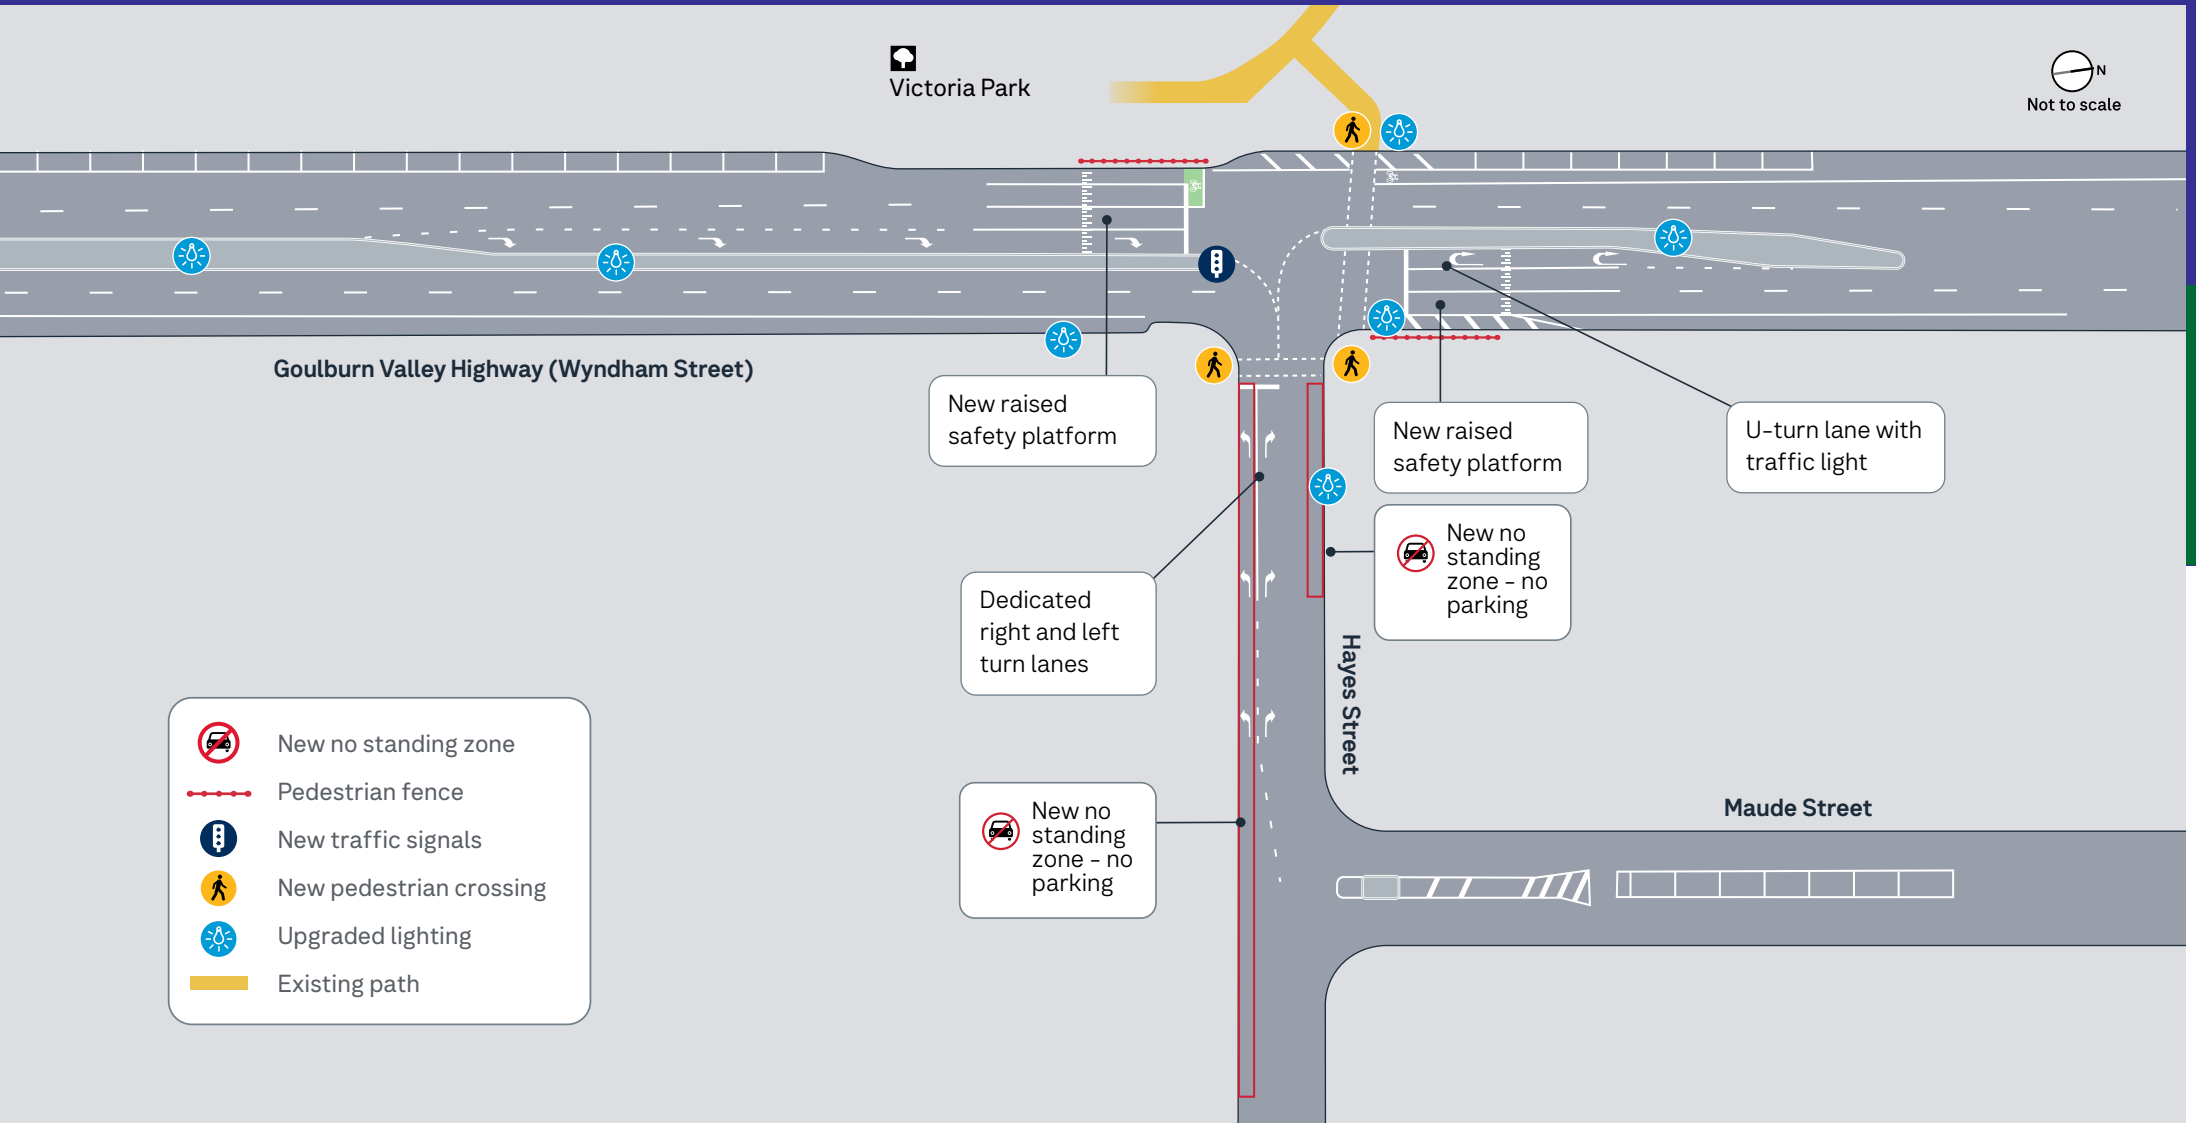 Victoria Park
N
Not to scale
Goulburn Valley Highway (Wyndham Street)
New raised
safety platform
New raised
safety platform
U-turn lane with
traffic light
New no
standing
zone - no
parking
Dedicated
right and left
turn lanes
Hayes Street
New no standing zone
Pedestrian fence
New traffic signals
New pedestrian crossing
Upgraded lighting
Existing path
New no
standing
zone - no
parking
Maude Street